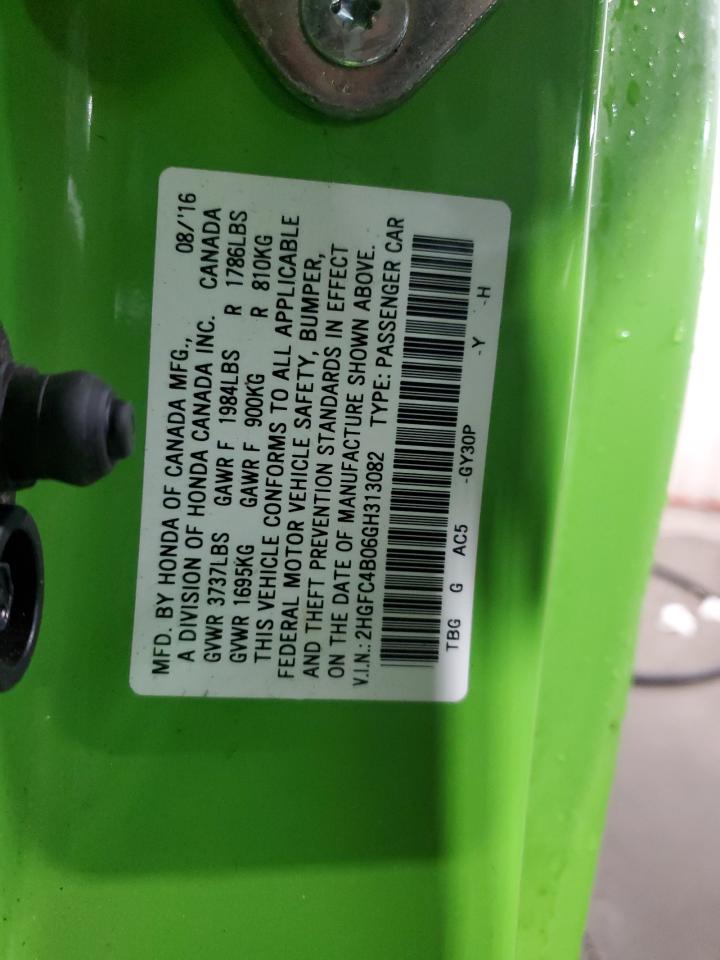 MFD. BY HONDA OF CANADA MFG., 08/'16
A DIVISION OF HONDA CANADA INC. CANADA
GVWR 3737LBS GAWR F 1984LBS R 1786LBS
GVWR 1695KG GAWR F 900KG R 810KG
THIS VEHICLE CONFORMS TO ALL APPLICABLE
FEDERAL MOTOR VEHICLE SAFETY, BUMPER,
AND THEFT PREVENTION STANDARDS IN EFFECT
ON THE DATE OF MANUFACTURE SHOWN ABOVE.
V.I.N.: 2HGFC4B06GH313082 TYPE: PASSENGER CAR
TBG G AC5 -GY30P -Y -H